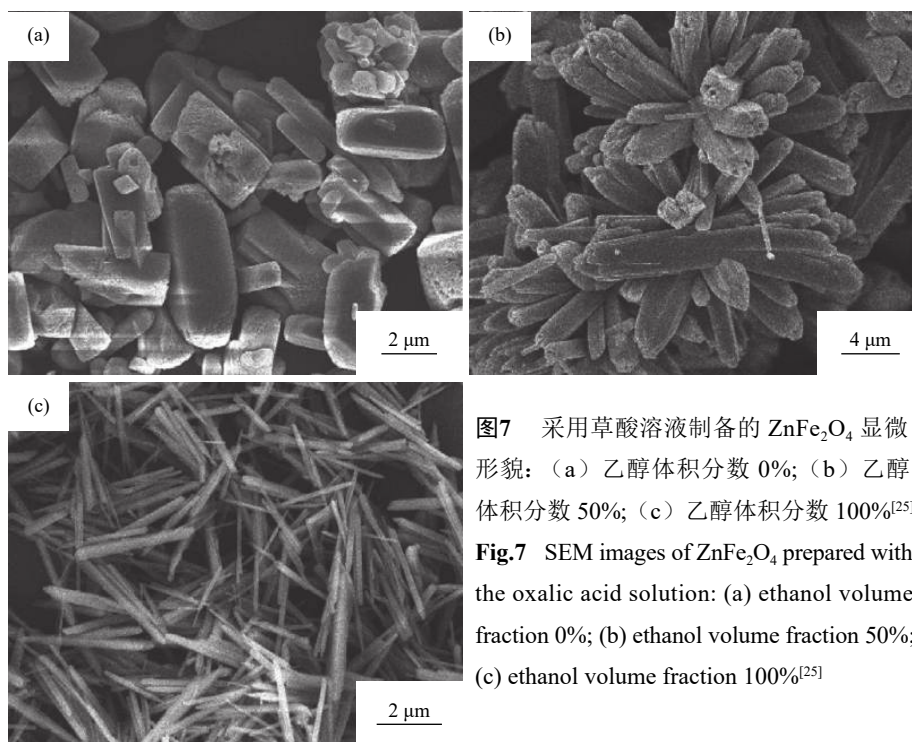 (a)
2 μm
(b)
4 μm
(c)
2 μm
图7 采用草酸溶液制备的 ZnFe₂O₄ 显微
形貌：（a）乙醇体积分数 0%;（b）乙醇
体积分数 50%;（c）乙醇体积分数 100%[25]
Fig.7 SEM images of ZnFe₂O₄ prepared with
the oxalic acid solution: (a) ethanol volume
fraction 0%; (b) ethanol volume fraction 50%;
(c) ethanol volume fraction 100%[25]